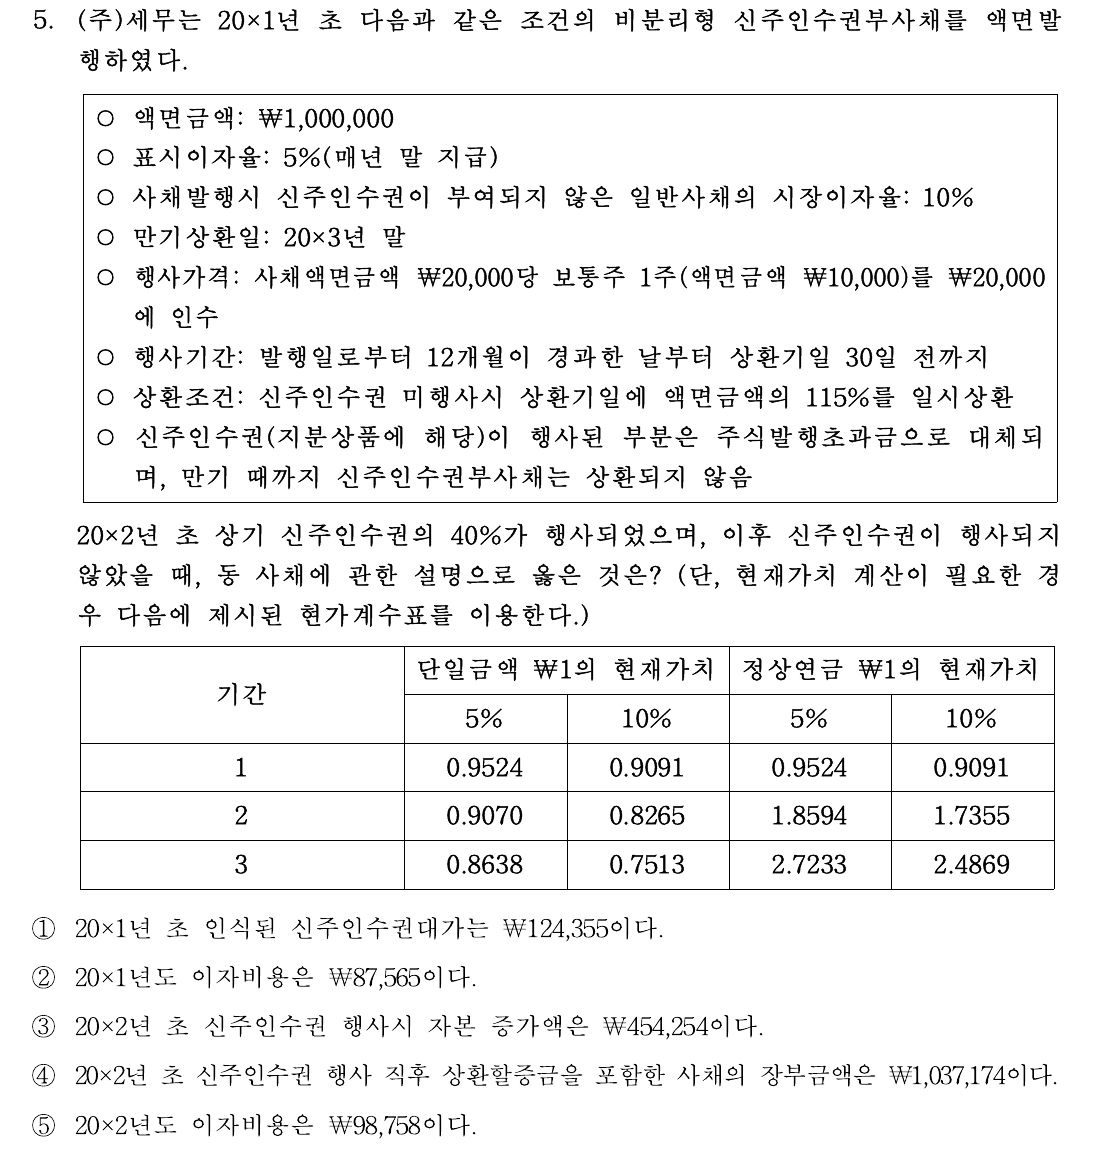 5. (주)세무는 20×1년 초 다음과 같은 조건의 비분리형 신주인수권부사채를 액면발
행하였다.
○ 액면금액: ₩1,000,000
○ 표시이자율: 5%(매년 말 지급)
○ 사채발행시 신주인수권이 부여되지 않은 일반사채의 시장이자율: 10%
○ 만기상환일: 20×3년 말
○ 행사가격: 사채액면금액 ₩20,000당 보통주 1주(액면금액 ₩10,000)를 ₩20,000
에 인수
○ 행사기간: 발행일로부터 12개월이 경과한 날부터 상환기일 30일 전까지
○ 상환조건: 신주인수권 미행사시 상환기일에 액면금액의 115%를 일시상환
○ 신주인수권(지분상품에 해당)이 행사된 부분은 주식발행초과금으로 대체되
며, 만기 때까지 신주인수권부사채는 상환되지 않음
20×2년 초 상기 신주인수권의 40%가 행사되었으며, 이후 신주인수권이 행사되지
않았을 때, 동 사채에 관한 설명으로 옳은 것은? (단, 현재가치 계산이 필요한 경
우 다음에 제시된 현가계수표를 이용한다.)
기간 단일금액 ₩1의 현재가치 정상연금 ₩1의 현재가치
5% 10% 5% 10%
1 0.9524 0.9091 0.9524 0.9091
2 0.9070 0.8265 1.8594 1.7355
3 0.8638 0.7513 2.7233 2.4869
① 20×1년 초 인식된 신주인수권대가는 ₩124,355이다.
② 20×1년도 이자비용은 ₩87,565이다.
③ 20×2년 초 신주인수권 행사시 자본 증가액은 ₩454,254이다.
④ 20×2년 초 신주인수권 행사 직후 상환할증금을 포함한 사채의 장부금액은 ₩1,037,174이다.
⑤ 20×2년도 이자비용은 ₩98,758이다.